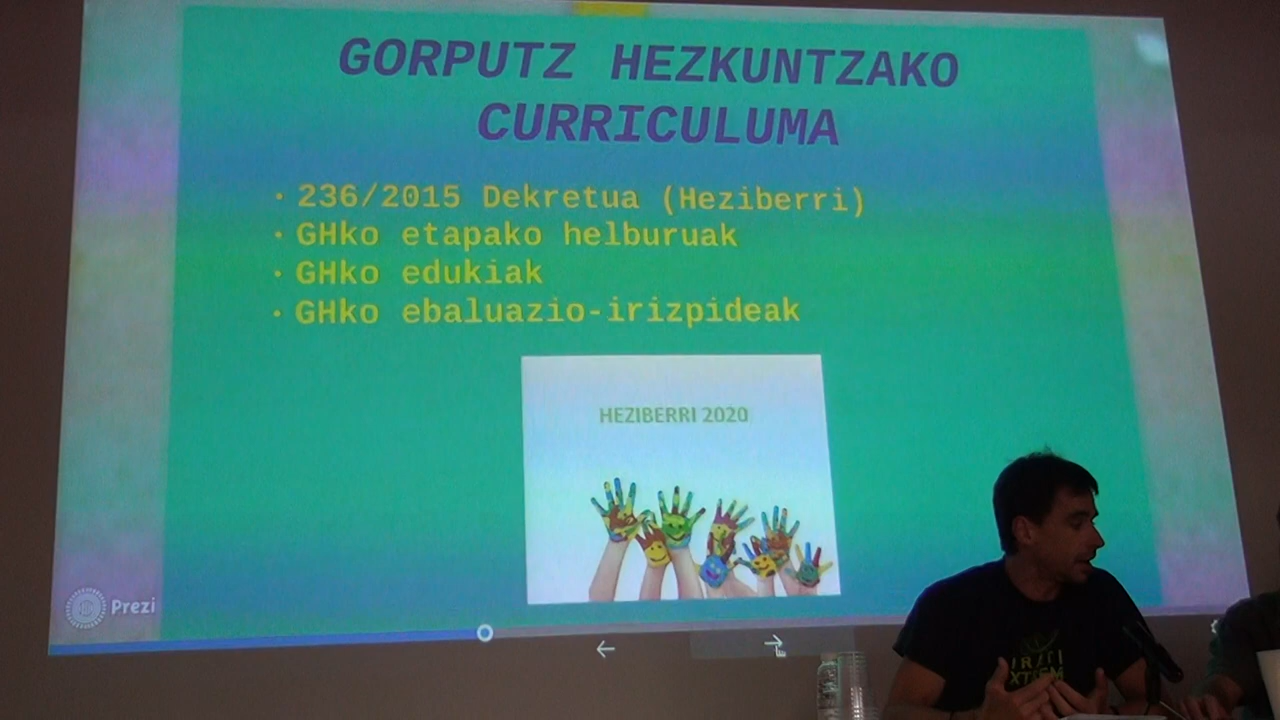 GORPUTZ HEZKUNTZAKO
CURRICULUMA
• 236/2015 Dekretua (Heziberri)
• GHko etapako helburuak
• GHko edukiak
• GHko ebaluazio-irizpideak
HEZIBERRI 2020
Prezi